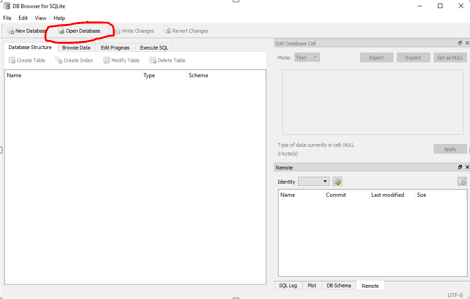 DB Browser for SQLite
File Edit View Help
New Database Open Database Write Changes Revert Changes
Database Structure Browse Data Edit Pragmas Execute SQL
Create Table Create Index Modify Table Delete Table
Name Type Schema
Edit Database Cell
Mode: Text Import Export Set as NULL
Type of data currently in cell: NULL
0 byte(s)
Apply
Remote
Identity
Name Commit Last modified Size
SQL Log Plot DB Schema Remote
UTF-8